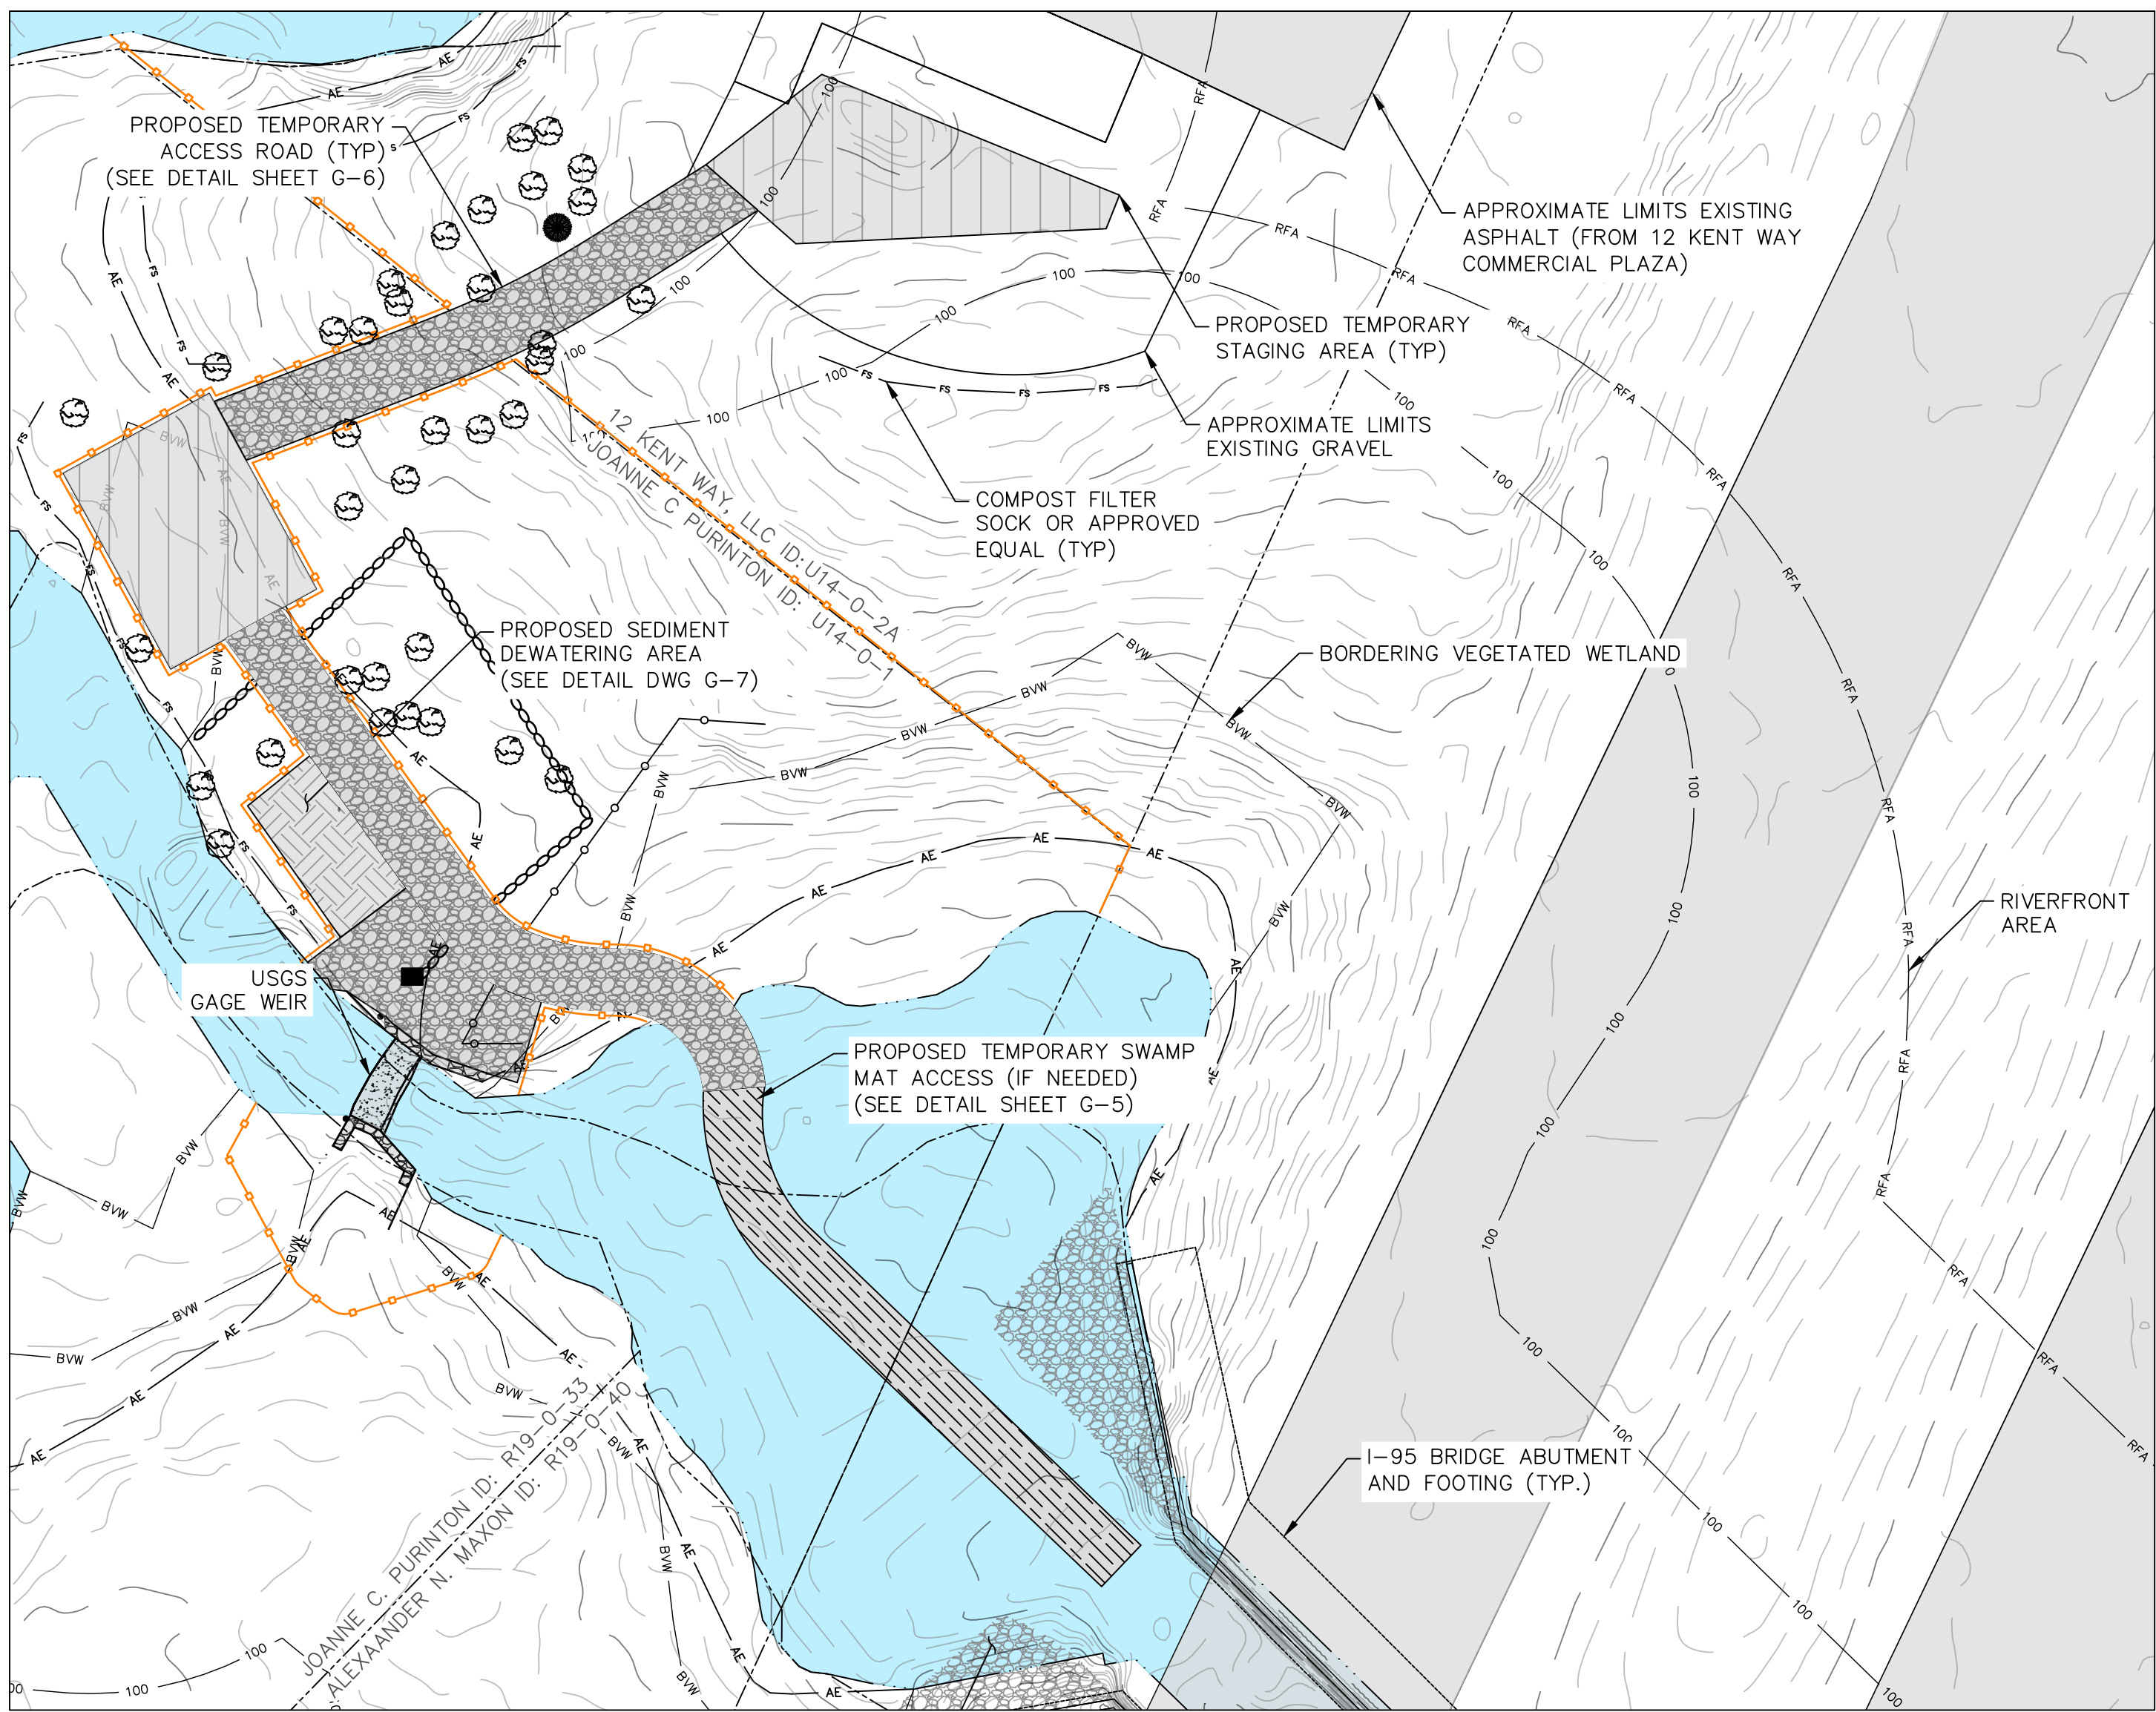 PROPOSED TEMPORARY
ACCESS ROAD (TYP)
(SEE DETAIL SHEET G-6)
APPROXIMATE LIMITS EXISTING
ASPHALT (FROM 12 KENT WAY
COMMERCIAL PLAZA)
PROPOSED TEMPORARY
STAGING AREA (TYP)
APPROXIMATE LIMITS
EXISTING GRAVEL
COMPOST FILTER
SOCK OR APPROVED
EQUAL (TYP)
12 KENT WAY, LLC ID: U14-0-2A
JOANNE C PURINTON ID: U14-0-1
PROPOSED SEDIMENT
DEWATERING AREA
(SEE DETAIL DWG G-7)
BORDERING VEGETATED WETLAND
RIVERFRONT
AREA
USGS
GAGE WEIR
PROPOSED TEMPORARY SWAMP
MAT ACCESS (IF NEEDED)
(SEE DETAIL SHEET G-5)
I-95 BRIDGE ABUTMENT
AND FOOTING (TYP.)
JOANNE C. PURINTON ID: R19-0-33
ALEXAANDER N. MAXON ID: R19-0-40
AE
FS
BVW
RFA
100